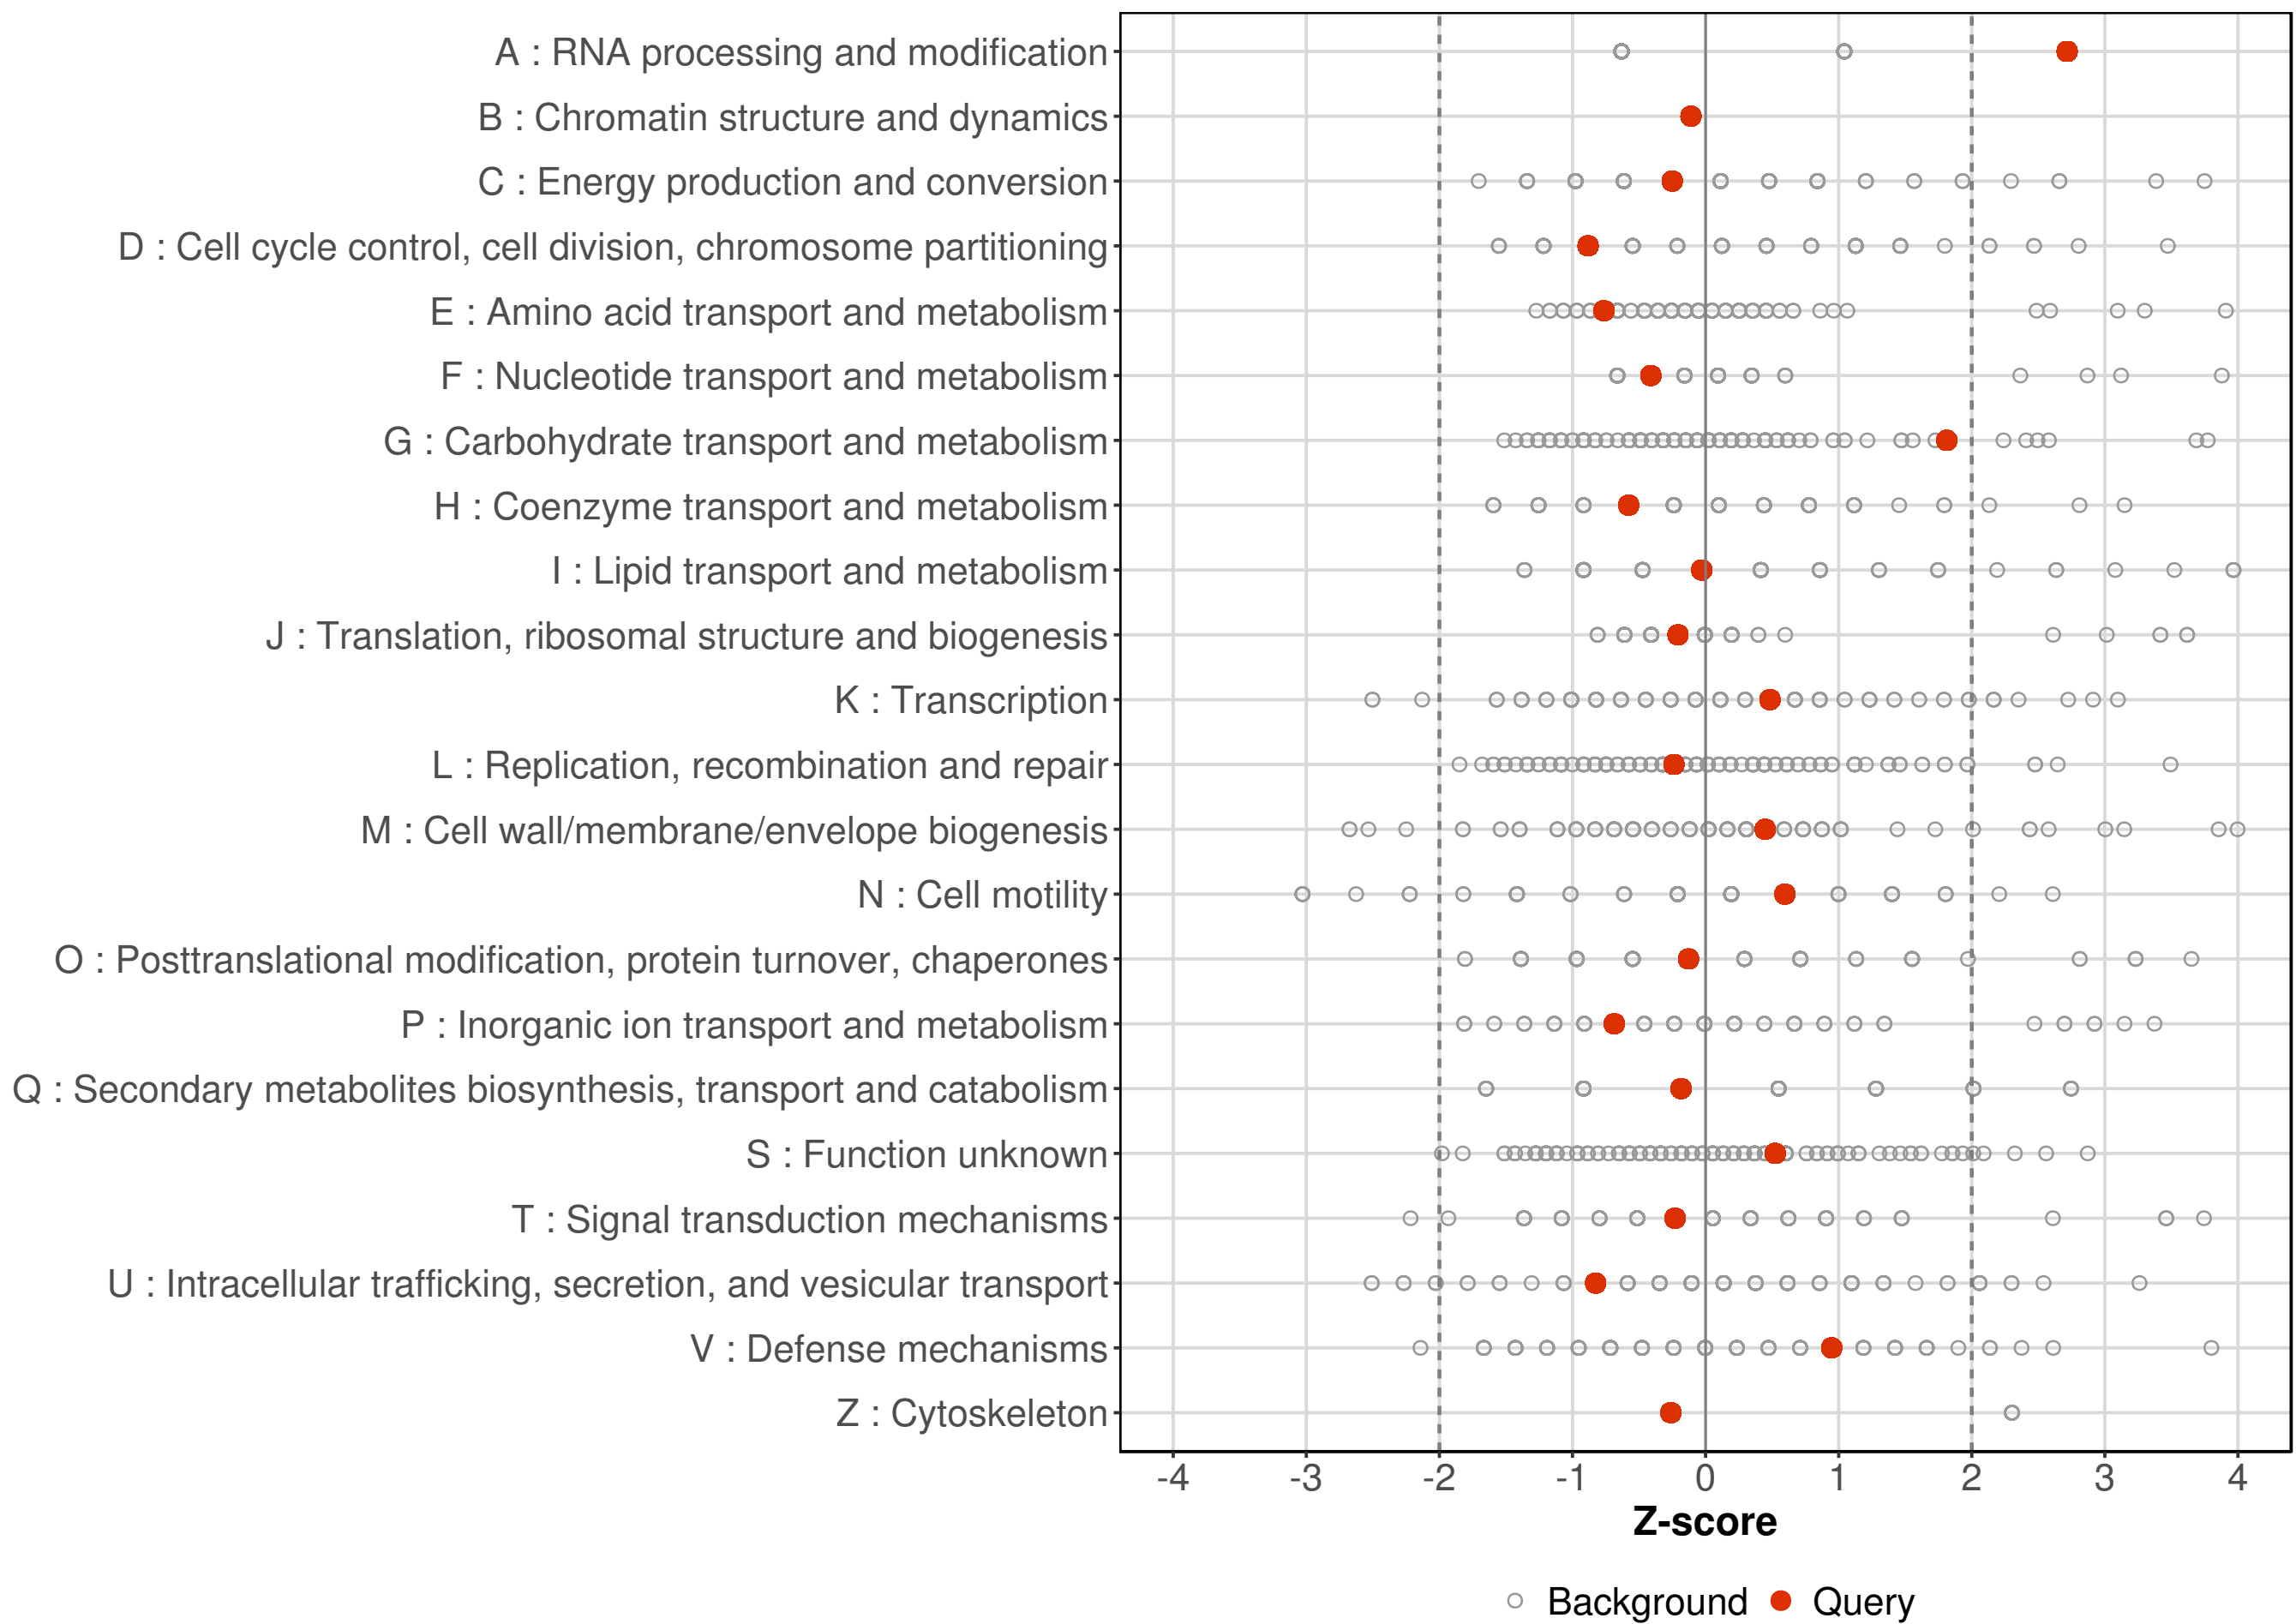 A : RNA processing and modification
B : Chromatin structure and dynamics
C : Energy production and conversion
D : Cell cycle control, cell division, chromosome partitioning
E : Amino acid transport and metabolism
F : Nucleotide transport and metabolism
G : Carbohydrate transport and metabolism
H : Coenzyme transport and metabolism
I : Lipid transport and metabolism
J : Translation, ribosomal structure and biogenesis
K : Transcription
L : Replication, recombination and repair
M : Cell wall/membrane/envelope biogenesis
N : Cell motility
O : Posttranslational modification, protein turnover, chaperones
P : Inorganic ion transport and metabolism
Q : Secondary metabolites biosynthesis, transport and catabolism
S : Function unknown
T : Signal transduction mechanisms
U : Intracellular trafficking, secretion, and vesicular transport
V : Defense mechanisms
Z : Cytoskeleton
-4 -3 -2 -1 0 1 2 3 4
Z-score
Background Query